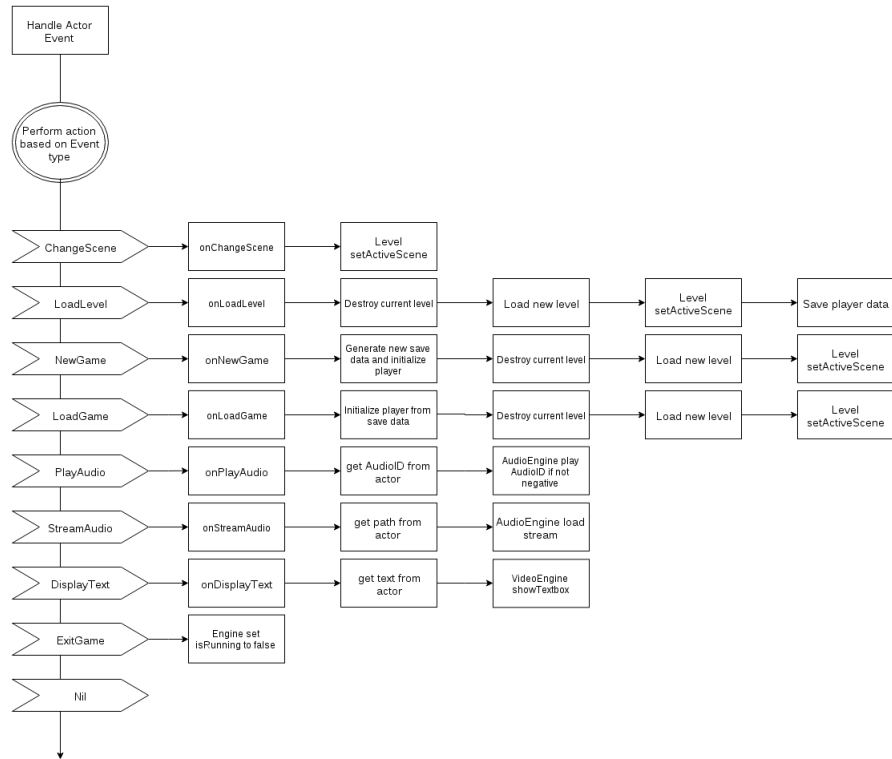 Handle Actor
Event
Perform action
based on Event
type
ChangeScene
onChangeScene
Level
setActiveScene
LoadLevel
onLoadLevel
Destroy current level
Load new level
Level
setActiveScene
Save player data
NewGame
onNewGame
Generate new save
data and initialize
player
Destroy current level
Load new level
Level
setActiveScene
LoadGame
onLoadGame
Initialize player from
save data
Destroy current level
Load new level
Level
setActiveScene
PlayAudio
onPlayAudio
get AudioID from
actor
AudioEngine play
AudioID if not
negative
StreamAudio
onStreamAudio
get path from
actor
AudioEngine load
stream
DisplayText
onDisplayText
get text from
actor
VideoEngine
showTextbox
ExitGame
Engine set
isRunning to false
Nil